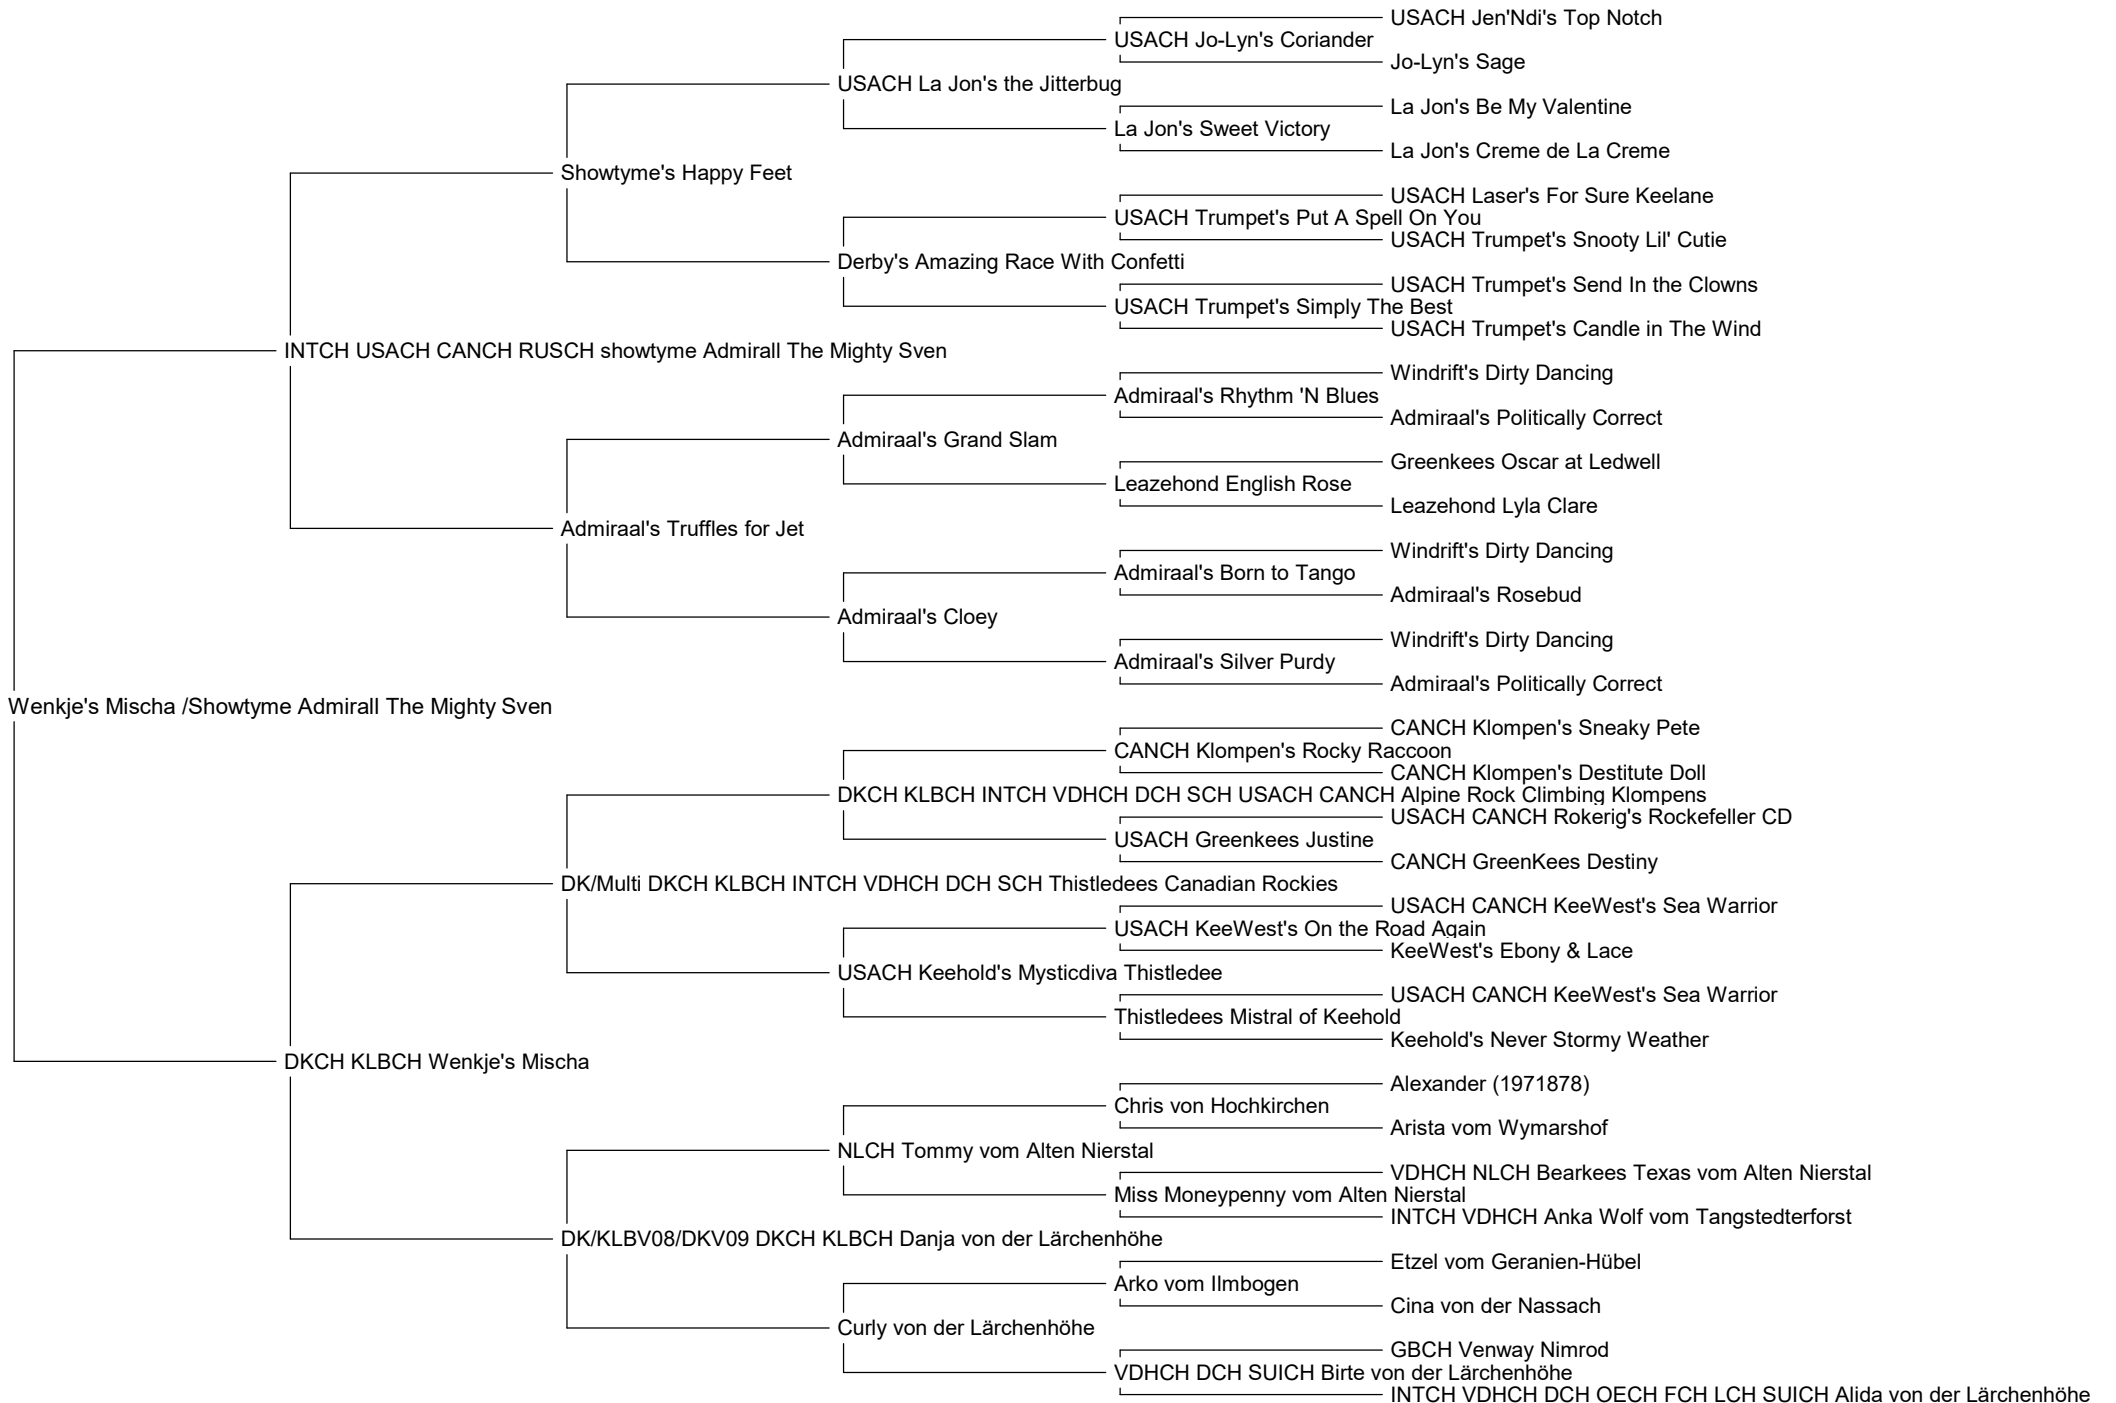 USACH Jen'Ndi's Top Notch
USACH Jo-Lyn's Coriander
Jo-Lyn's Sage
USACH La Jon's the Jitterbug
La Jon's Be My Valentine
La Jon's Sweet Victory
La Jon's Creme de La Creme
Showtyme's Happy Feet
USACH Laser's For Sure Keelane
USACH Trumpet's Put A Spell On You
USACH Trumpet's Snooty Lil' Cutie
Derby's Amazing Race With Confetti
USACH Trumpet's Send In the Clowns
USACH Trumpet's Simply The Best
USACH Trumpet's Candle in The Wind
INTCH USACH CANCH RUSCH showtyme Admirall The Mighty Sven
Windrift's Dirty Dancing
Admiraal's Rhythm 'N Blues
Admiraal's Politically Correct
Admiraal's Grand Slam
Greenkees Oscar at Ledwell
Leazehond English Rose
Leazehond Lyla Clare
Admiraal's Truffles for Jet
Windrift's Dirty Dancing
Admiraal's Born to Tango
Admiraal's Rosebud
Admiraal's Cloey
Windrift's Dirty Dancing
Admiraal's Silver Purdy
Admiraal's Politically Correct
Wenkje's Mischa /Showtyme Admirall The Mighty Sven
CANCH Klompen's Sneaky Pete
CANCH Klompen's Rocky Raccoon
CANCH Klompen's Destitute Doll
DKCH KLBCH INTCH VDHCH DCH SCH USACH CANCH Alpine Rock Climbing Klompens
USACH CANCH Rokerig's Rockefeller CD
USACH Greenkees Justine
CANCH GreenKees Destiny
DK/Multi DKCH KLBCH INTCH VDHCH DCH SCH Thistledees Canadian Rockies
USACH CANCH KeeWest's Sea Warrior
USACH KeeWest's On the Road Again
KeeWest's Ebony & Lace
USACH Keehold's Mysticdiva Thistledee
USACH CANCH KeeWest's Sea Warrior
Thistledees Mistral of Keehold
Keehold's Never Stormy Weather
DKCH KLBCH Wenkje's Mischa
Alexander (1971878)
Chris von Hochkirchen
Arista vom Wymarshof
NLCH Tommy vom Alten Nierstal
VDHCH NLCH Bearkees Texas vom Alten Nierstal
Miss Moneypenny vom Alten Nierstal
INTCH VDHCH Anka Wolf vom Tangstedterforst
DK/KLBV08/DKV09 DKCH KLBCH Danja von der Lärchenhöhe
Etzel vom Geranien-Hübel
Arko vom Ilmbogen
Cina von der Nassach
Curly von der Lärchenhöhe
GBCH Venway Nimrod
VDHCH DCH SUICH Birte von der Lärchenhöhe
INTCH VDHCH DCH OECH FCH LCH SUICH Alida von der Lärchenhöhe